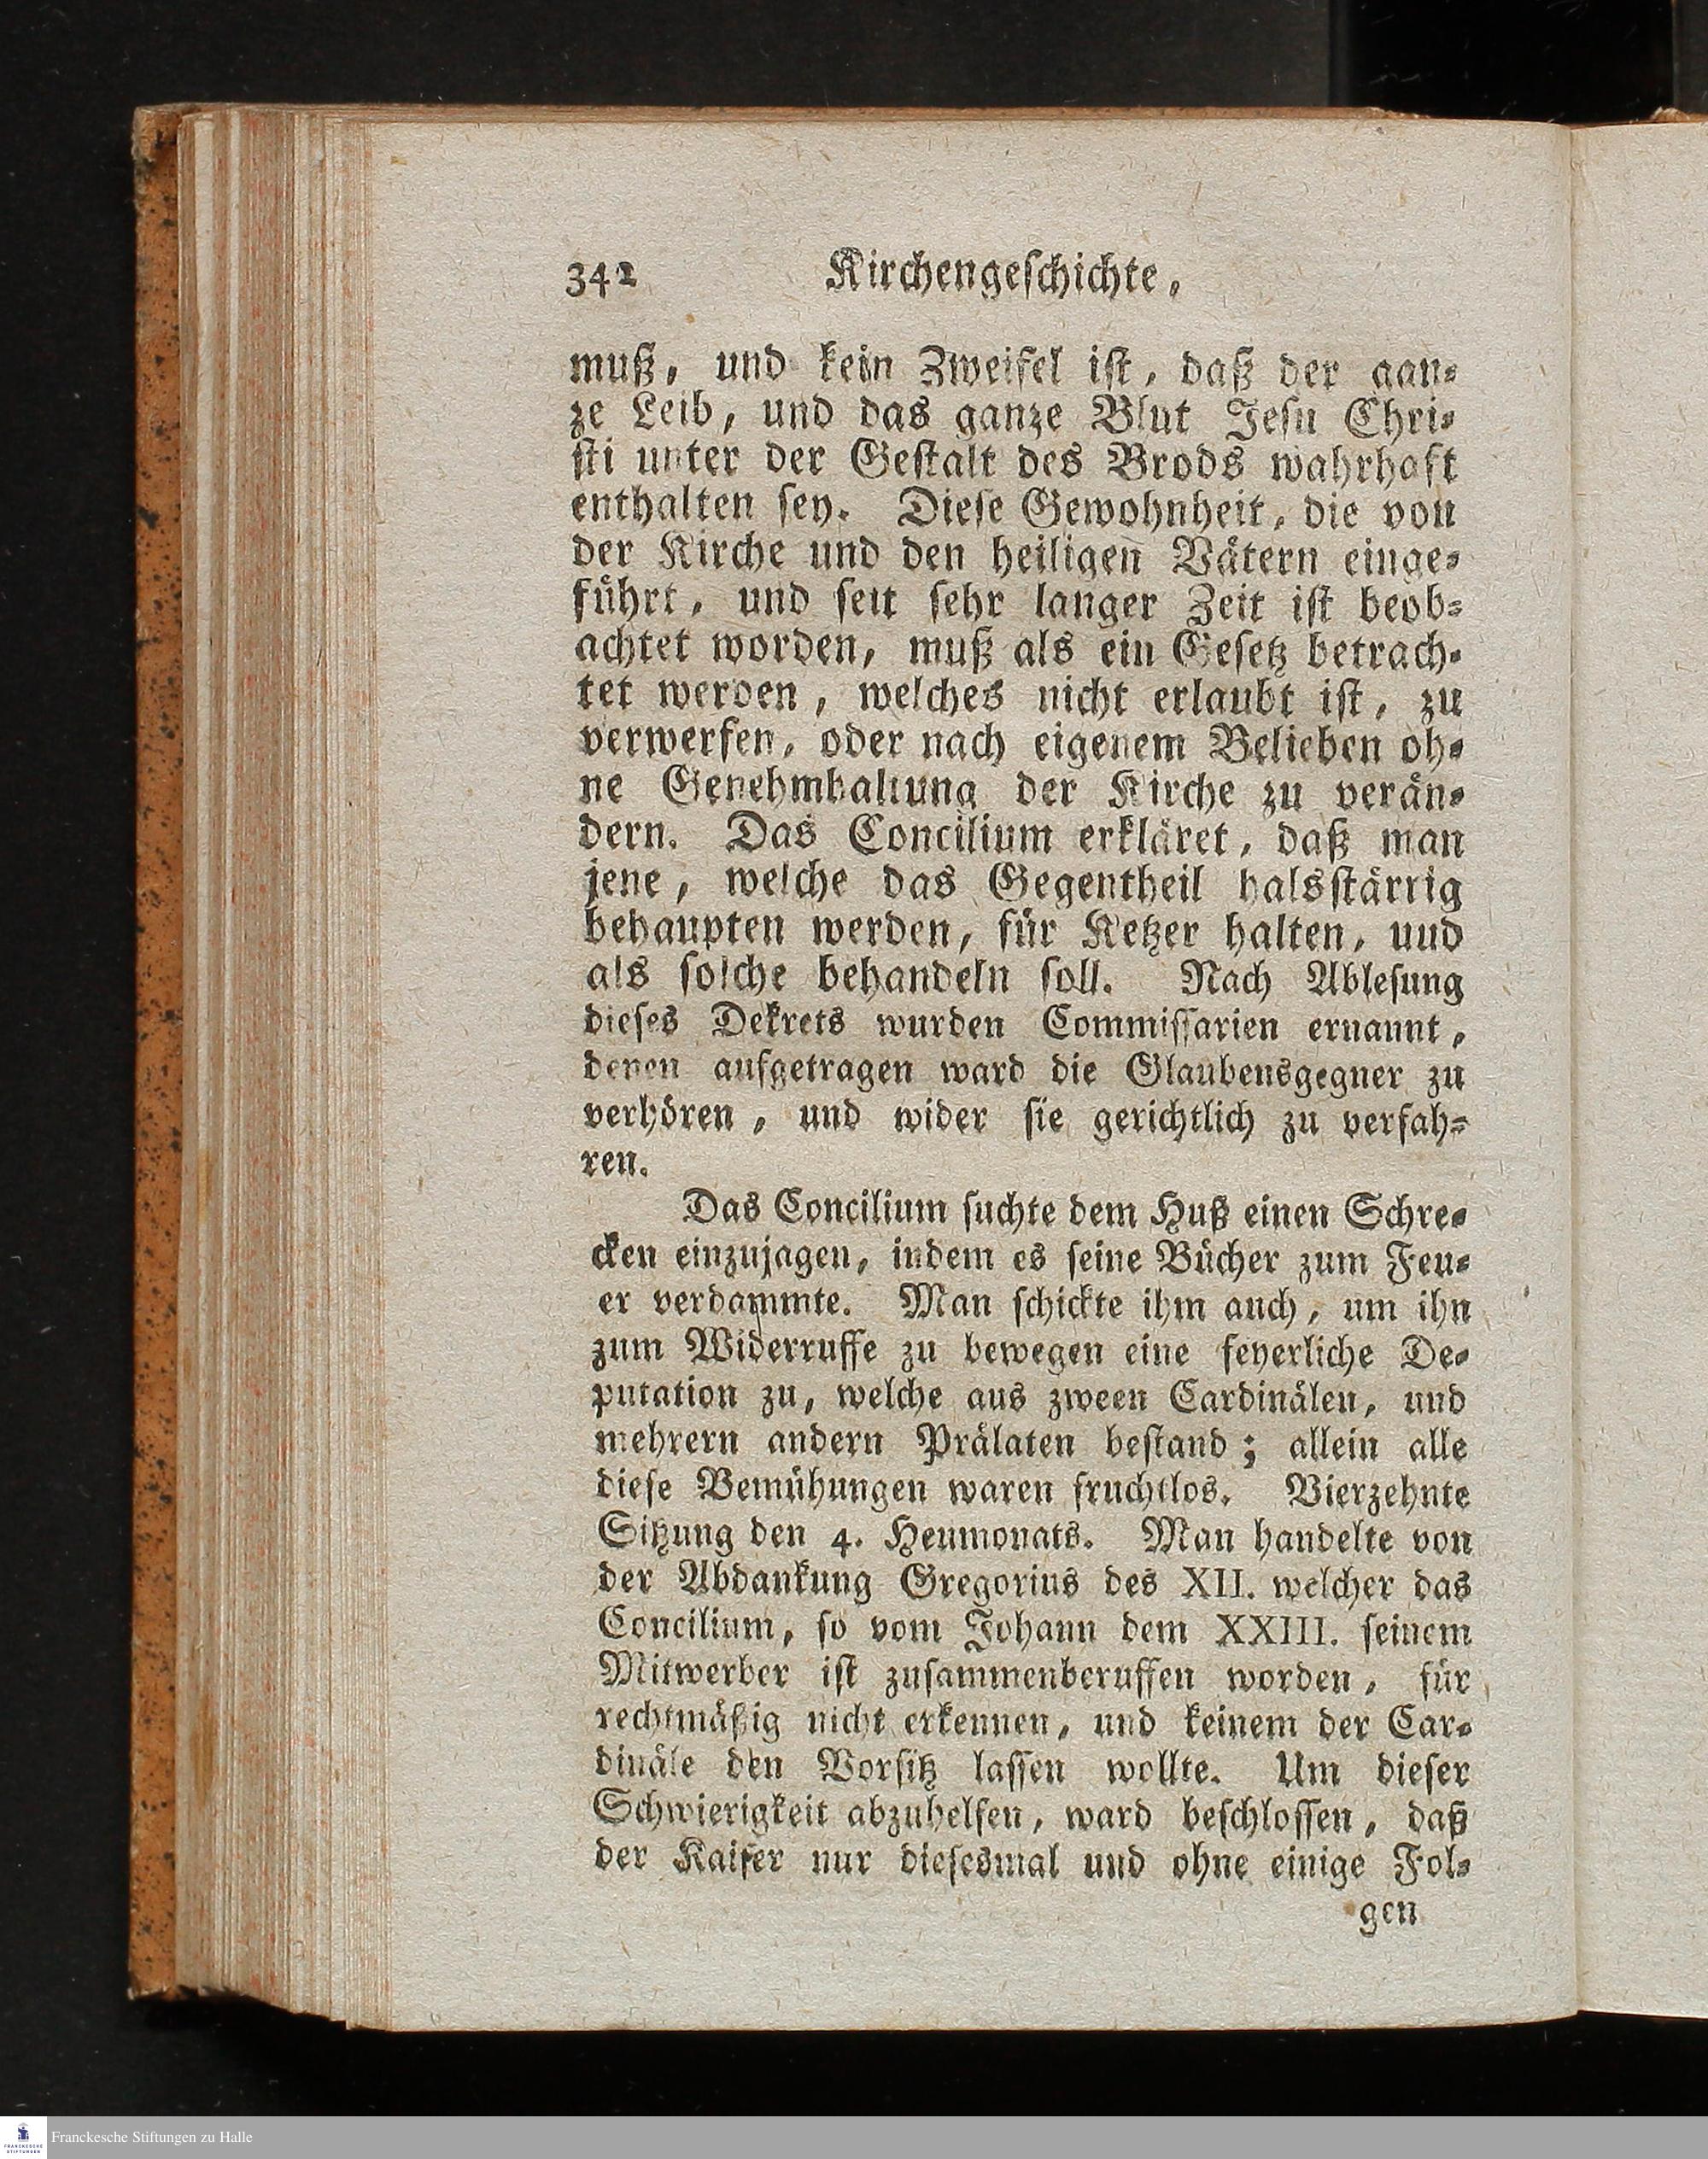 342 Kirchengeschichte,
muß, und kein Zweifel ist, daß der gan-
ze Leib, und das ganze Blut Jesu Chri-
sti unter der Gestalt des Brods wahrhaft
enthalten sey. Diese Gewohnheit, die von
der Kirche und den heiligen Vätern einge-
führt, und seit sehr langer Zeit ist beob-
achtet worden, muß als ein Gesetz betrach-
tet werden, welches nicht erlaubt ist, zu
verwerfen, oder nach eigenem Belieben oh-
ne Genehmhaltung der Kirche zu verän-
dern. Das Concilium erkläret, daß man
jene, welche das Gegentheil halsstärrig
behaupten werden, für Ketzer halten, uud
als solche behandeln soll. Nach Ablesung
dieses Dekrets wurden Commissarien ernannt,
denen aufgetragen ward die Glaubensgegner zu
verhören, und wider sie gerichtlich zu verfah-
ren.
Das Concilium suchte dem Huß einen Schre-
cken einzujagen, indem es seine Bücher zum Feu-
er verdammte. Man schickte ihm auch, um ihn
zum Widerruffe zu bewegen eine feyerliche De-
putation zu, welche aus zween Cardinälen, und
mehrern andern Prälaten bestand; allein alle
diese Bemühungen waren fruchtlos. Vierzehnte
Sitzung den 4. Heumonats. Man handelte von
der Abdankung Gregorius des XII. welcher das
Concilium, so vom Johann dem XXIII. seinem
Mitwerber ist zusammenberuffen worden, für
rechtmäßig nicht erkennen, und keinem der Car-
dinäle den Vorsitz lassen wollte. Um dieser
Schwierigkeit abzuhelfen, ward beschlossen, daß
der Kaiser nur diesesmal und ohne einige Fol-
gen
Franckesche Stiftungen zu Halle
FRANCKESCHE
STIFTUNGEN